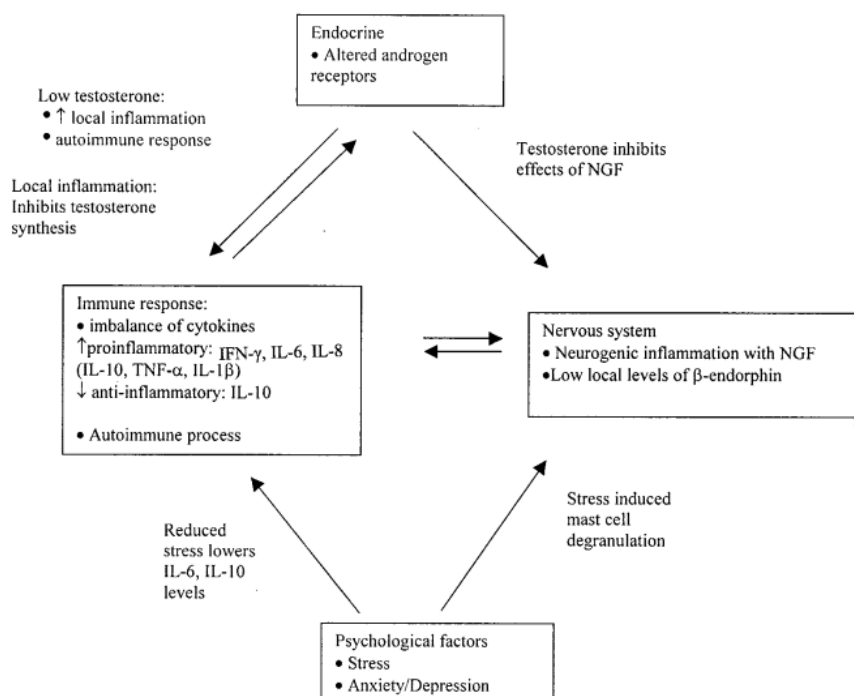 Endocrine
• Altered androgen
receptors
Low testosterone:
• ↑ local inflammation
• autoimmune response
Testosterone inhibits
effects of NGF
Local inflammation:
Inhibits testosterone
synthesis
Immune response:
• imbalance of cytokines
↑proinflammatory: IFN-γ, IL-6, IL-8
(IL-10, TNF-α, IL-1β)
↓ anti-inflammatory: IL-10
• Autoimmune process
Nervous system
• Neurogenic inflammation with NGF
•Low local levels of β-endorphin
Reduced
stress lowers
IL-6, IL-10
levels
Stress induced
mast cell
degranulation
Psychological factors
• Stress
• Anxiety/Depression